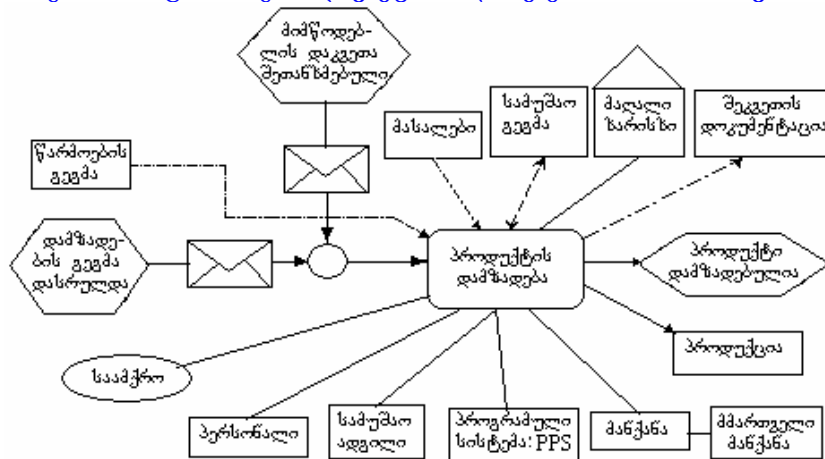 მიმწოდებ-
ლის დაკვეთა
შეთანხმებული
მასალები
სამუშაო
გეგმა
მაღალი
ხარისხი
შეკვეთის
დოკუმენტაცია
წარმოების
გეგმა
დამზადე-
ბის გეგმა
დასრულდა
პროდუქტის
დამზადება
პროდუქტი
დამზადებულია
პროდუქცია
საამქრო
პერსონალი
სამუშაო
ადგილი
პროგრამული
სისტემა: PPS
მანქანა
მმართველი
მანქანა